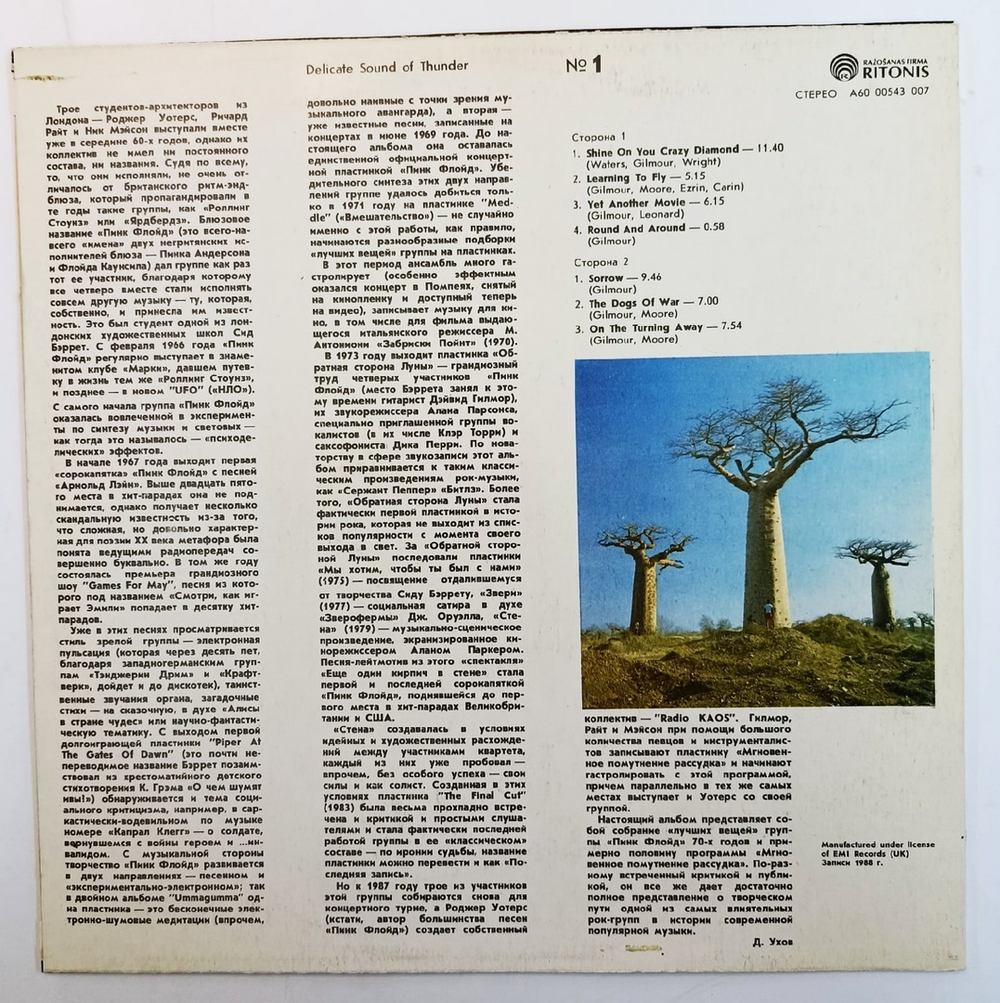 Delicate Sound of Thunder
№ 1
RAŽOŠANAS FIRMA
RITONIS
СТЕРЕО А60 00543 007
Трое студентов-архитекторов из
Лондона — Роджер Уотерс, Ричард
Райт и Ник Мэйсон выступали вместе
уже в середине 60-х годов, однако их
коллектив не имел ни постоянного
состава, ни названия. Судя по всему,
то, что они исполняли, не очень от-
личалось от британского ритм-энд-
блюза, который пропагандировали в
те годы такие группы, как «Роллинг
Стоунз» или «Ярдбердз». Блюзовое
название «Пинк Флойд» (это всего-на-
всего «имена» двух негритянских ис-
полнителей блюза — Пинка Андерсона
и Флойда Каунсила) дал группе как раз
тот ее участник, благодаря которому
все четверо вместе стали исполнять
совсем другую музыку — ту, которая,
собственно, и принесла им извест-
ность. Это был студент одной из лон-
донских художественных школ Сид
Бэррет. С февраля 1966 года «Пинк
Флойд» регулярно выступает в знаме-
нитом клубе «Марки», давшем путев-
ку в жизнь тем же «Роллинг Стоунз»,
и позднее — в новом "UFO" («НЛО»).
С самого начала группа «Пинк Флойд»
оказалась вовлеченной в эксперимен-
ты по синтезу музыки и световых —
как тогда это называлось — «психоде-
лических» эффектов.
В начале 1967 года выходит первая
«сорокапятка» «Пинк Флойд» с песней
«Арнольд Лэйн». Выше двадцать пято-
го места в хит-парадах она не под-
нимается, однако получает несколько
скандальную известность из-за того,
что сложная, но довольно характер-
ная для поэзии XX века метафора была
понята ведущими радиопередач со-
вершенно буквально. В том же году
состоялась премьера грандиозного
шоу "Games For May", песня из кото-
рого под названием «Смотри, как иг-
рает Эмили» попадает в десятку хит-
парадов.
Уже в этих песнях просматривается
стиль зрелой группы — электронная
пульсация (которая через десять лет,
благодаря западногерманским груп-
пам «Тэнджерин Дрим» и «Крафт-
верк», дойдет и до дискотек), таинст-
венные звучания органа, загадочные
стихи — на сказочную, в духе «Алисы
в стране чудес» или научно-фантасти-
ческую тематику. С выходом первой
долгоиграющей пластинки "Piper At
The Gates Of Dawn" (это почти не-
переводимое название Бэррет позаим-
ствовал из хрестоматийного детского
стихотворения К. Грэма «О чем шумят
ивы!») обнаруживается и тема соци-
ального критицизма, например, в сар-
кастически-водевильном по музыке
номере «Капрал Клегг» — о солдате,
вернувшемся с войны героем и ...ин-
валидом. С музыкальной стороны
творчество «Пинк Флойд» развивается
в двух направлениях — песенном и
«экспериментально-электронном»; так
в двойном альбоме "Ummagumma" од-
на пластинка — это бесконечные элек-
тронно-шумовые медитации (впрочем,
довольно наивные с точки зрения му-
зыкального авангарда), а вторая —
уже известные песни, записанные на
концертах в июне 1969 года. До на-
стоящего альбома она оставалась
единственной официальной концерт-
ной пластинкой «Пинк Флойд». Убе-
дительного синтеза этих двух направ-
лений группе удалось добиться толь-
ко в 1971 году на пластинке "Med-
dle" («Вмешательство») — не случайно
именно с этой работы, как правило,
начинаются разнообразные подборки
«лучших вещей» группы на пластинках.
В этот период ансамбль много га-
стролирует (особенно эффектным
оказался концерт в Помпеях, снятый
на кинопленку и доступный теперь
на видео), записывает музыку для ки-
но, в том числе для фильма выдаю-
щегося итальянского режиссера М.
Антониони «Забриски Пойнт» (1970).
В 1973 году выходит пластинка «Об-
ратная сторона Луны» — грандиозный
труд четверых участников «Пинк
Флойд» (место Бэррета занял к это-
му времени гитарист Дэйвид Гилмор),
их звукорежиссера Алана Парсонса,
специально приглашенной группы во-
калистов (в их числе Клэр Торри) и
саксофониста Дика Перри. По нова-
торству в сфере звукозаписи этот аль-
бом приравнивается к таким класси-
ческим произведениям рок-музыки,
как «Сержант Пеппер» «Битлз». Более
того, «Обратная сторона Луны» стала
фактически первой пластинкой в исто-
рии рока, которая не выходит из спис-
ков популярности с момента своего
выхода в свет. За «Обратной сторо-
ной Луны» последовали пластинки
«Мы хотим, чтобы ты был с нами»
(1975) — посвящение отдалившемуся
от творчества Сиду Бэррету, «Звери»
(1977) — социальная сатира в духе
«Зверофермы» Дж. Оруэлла, «Сте-
на» (1979) — музыкально-сценическое
произведение, экранизированное ки-
норежиссером Аланом Паркером.
Песня-лейтмотив из этого «спектакля»
«Еще один кирпич в стене» стала
первой и последней сорокапяткой
«Пинк Флойд», поднявшейся до пер-
вого места в хит-парадах Великобри-
тании и США.
«Стена» создавалась в условиях
идейных и художественных расхожде-
ний между участниками квартета,
каждый из них уже пробовал —
впрочем, без особого успеха — свои
силы и как солист. Созданная в этих
условиях пластинка "The Final Cut"
(1983) была весьма прохладно встре-
чена и критикой и простыми слуша-
телями и стала фактически последней
работой группы в ее «классическом»
составе — по иронии судьбы, название
пластинки можно перевести и как «По-
следняя запись».
Но к 1987 году трое из участников
этой группы собираются снова для
концертного турне, а Роджер Уотерс
(кстати, автор большинства песен
«Пинк Флойд») создает собственный
Сторона 1
1. Shine On You Crazy Diamond — 11.40
(Waters, Gilmour, Wright)
2. Learning To Fly — 5.15
(Gilmour, Moore, Ezrin, Carin)
3. Yet Another Movie — 6.15
(Gilmour, Leonard)
4. Round And Around — 0.58
(Gilmour)
Сторона 2
1. Sorrow — 9.46
(Gilmour)
2. The Dogs Of War — 7.00
(Gilmour, Moore)
3. On The Turning Away — 7.54
(Gilmour, Moore)
коллектив — "Radio KAOS". Гилмор,
Райт и Мэйсон при помощи большого
количества певцов и инструменталис-
тов записывают пластинку «Мгновен-
ное помутнение рассудка» и начинают
гастролировать с этой программой,
причем параллельно в тех же самых
местах выступает и Уотерс со своей
группой.
Настоящий альбом представляет со-
бой собрание «лучших вещей» груп-
пы «Пинк Флойд» 70-х годов и при-
мерно половину программы «Мгно-
венное помутнение рассудка». По-раз-
ному встреченный критикой и публи-
кой, он все же дает достаточно
полное представление о творческом
пути одной из самых влиятельных
рок-групп в истории современной
популярной музыки.
Д. Ухов
Manufactured under license
of EMI Records (UK)
Записи 1988 г.